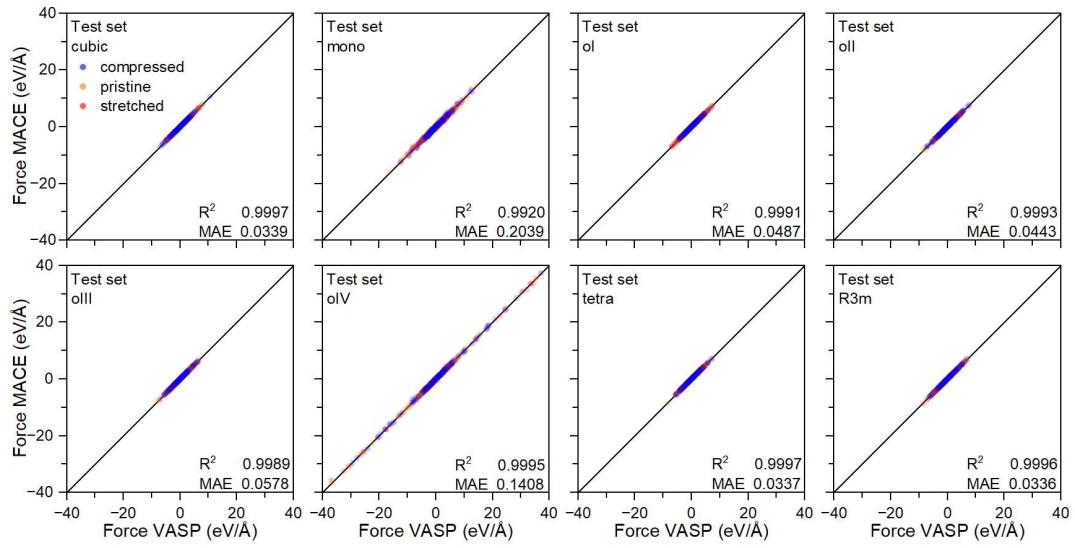 40
20
0
−20
−40
Force MACE (eV/Å)
Test set
cubic
compressed
pristine
stretched
R² 0.9997
MAE 0.0339
Test set
mono
R² 0.9920
MAE 0.2039
Test set
oI
R² 0.9991
MAE 0.0487
Test set
oII
R² 0.9993
MAE 0.0443
40
20
0
−20
−40
Force MACE (eV/Å)
Test set
oIII
R² 0.9989
MAE 0.0578
Test set
oIV
R² 0.9995
MAE 0.1408
Test set
tetra
R² 0.9997
MAE 0.0337
Test set
R3m
R² 0.9996
MAE 0.0336
−40 −20 0 20 40
Force VASP (eV/Å)
−40 −20 0 20 40
Force VASP (eV/Å)
−40 −20 0 20 40
Force VASP (eV/Å)
−40 −20 0 20 40
Force VASP (eV/Å)